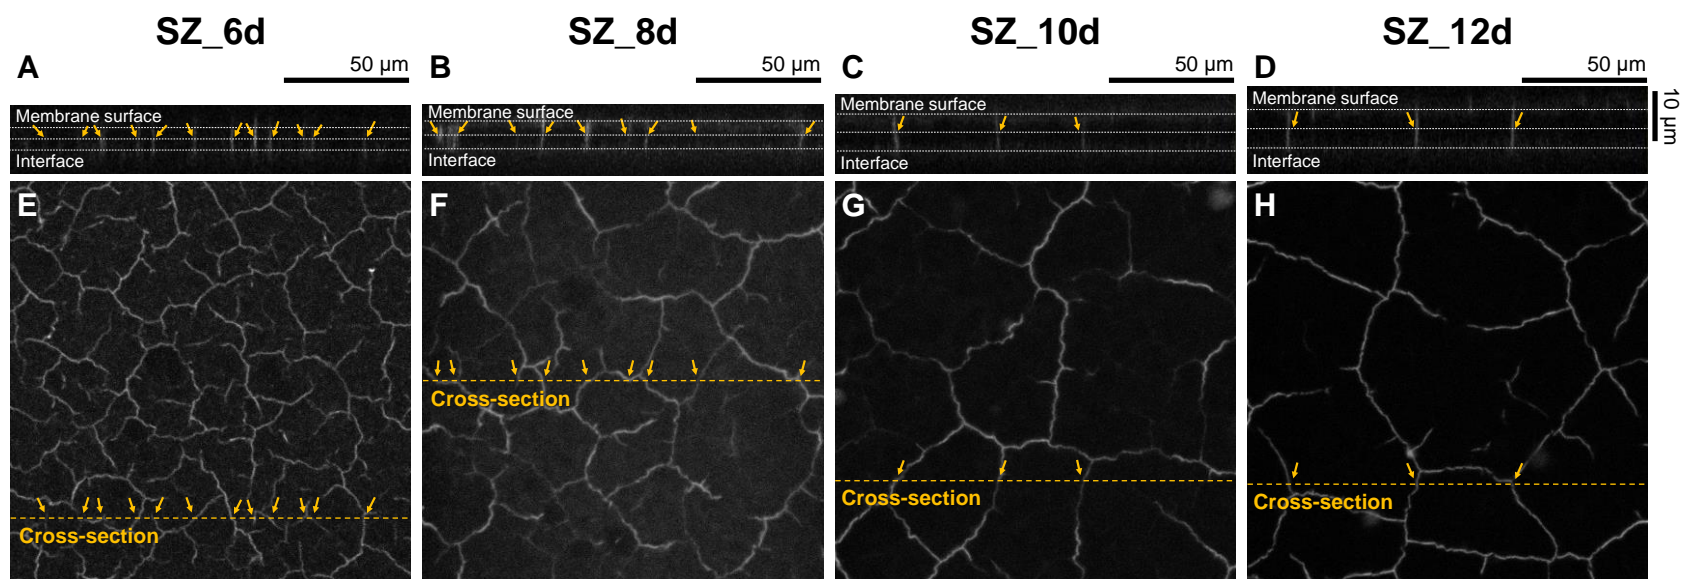 SZ_6d SZ_8d SZ_10d SZ_12d
A 50 µm B 50 µm C 50 µm D 50 µm
Membrane surface Membrane surface Membrane surface Membrane surface
10 µm
Interface Interface Interface Interface
E F G H
Cross-section
Cross-section
Cross-section
Cross-section